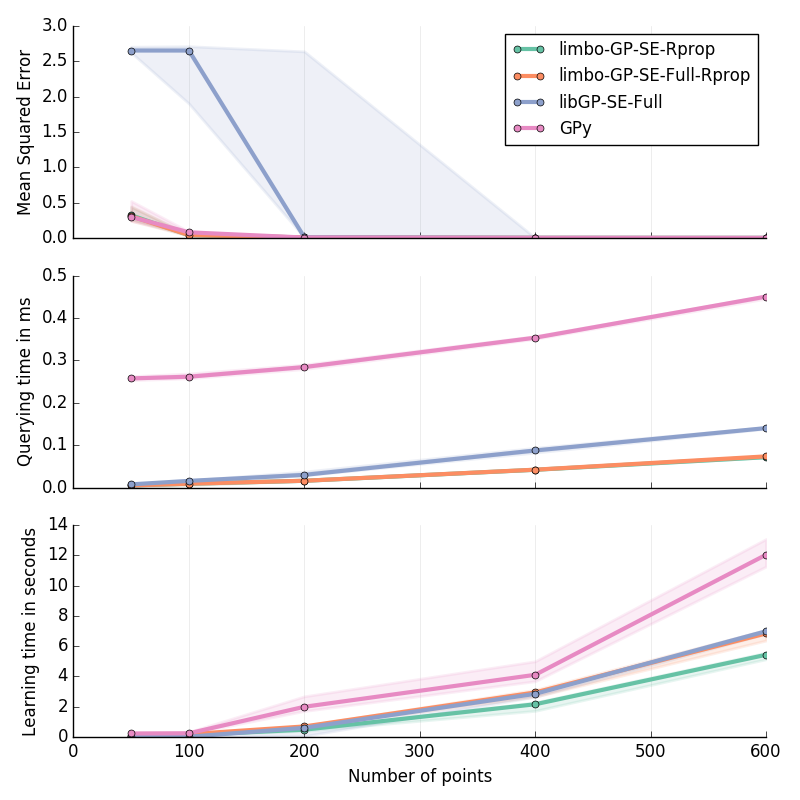 3.0
2.5
2.0
1.5
1.0
0.5
0.0
Mean Squared Error
limbo-GP-SE-Rprop
limbo-GP-SE-Full-Rprop
libGP-SE-Full
GPy
0.5
0.4
0.3
0.2
0.1
0.0
Querying time in ms
14
12
10
8
6
4
2
0
Learning time in seconds
0 100 200 300 400 500 600
Number of points